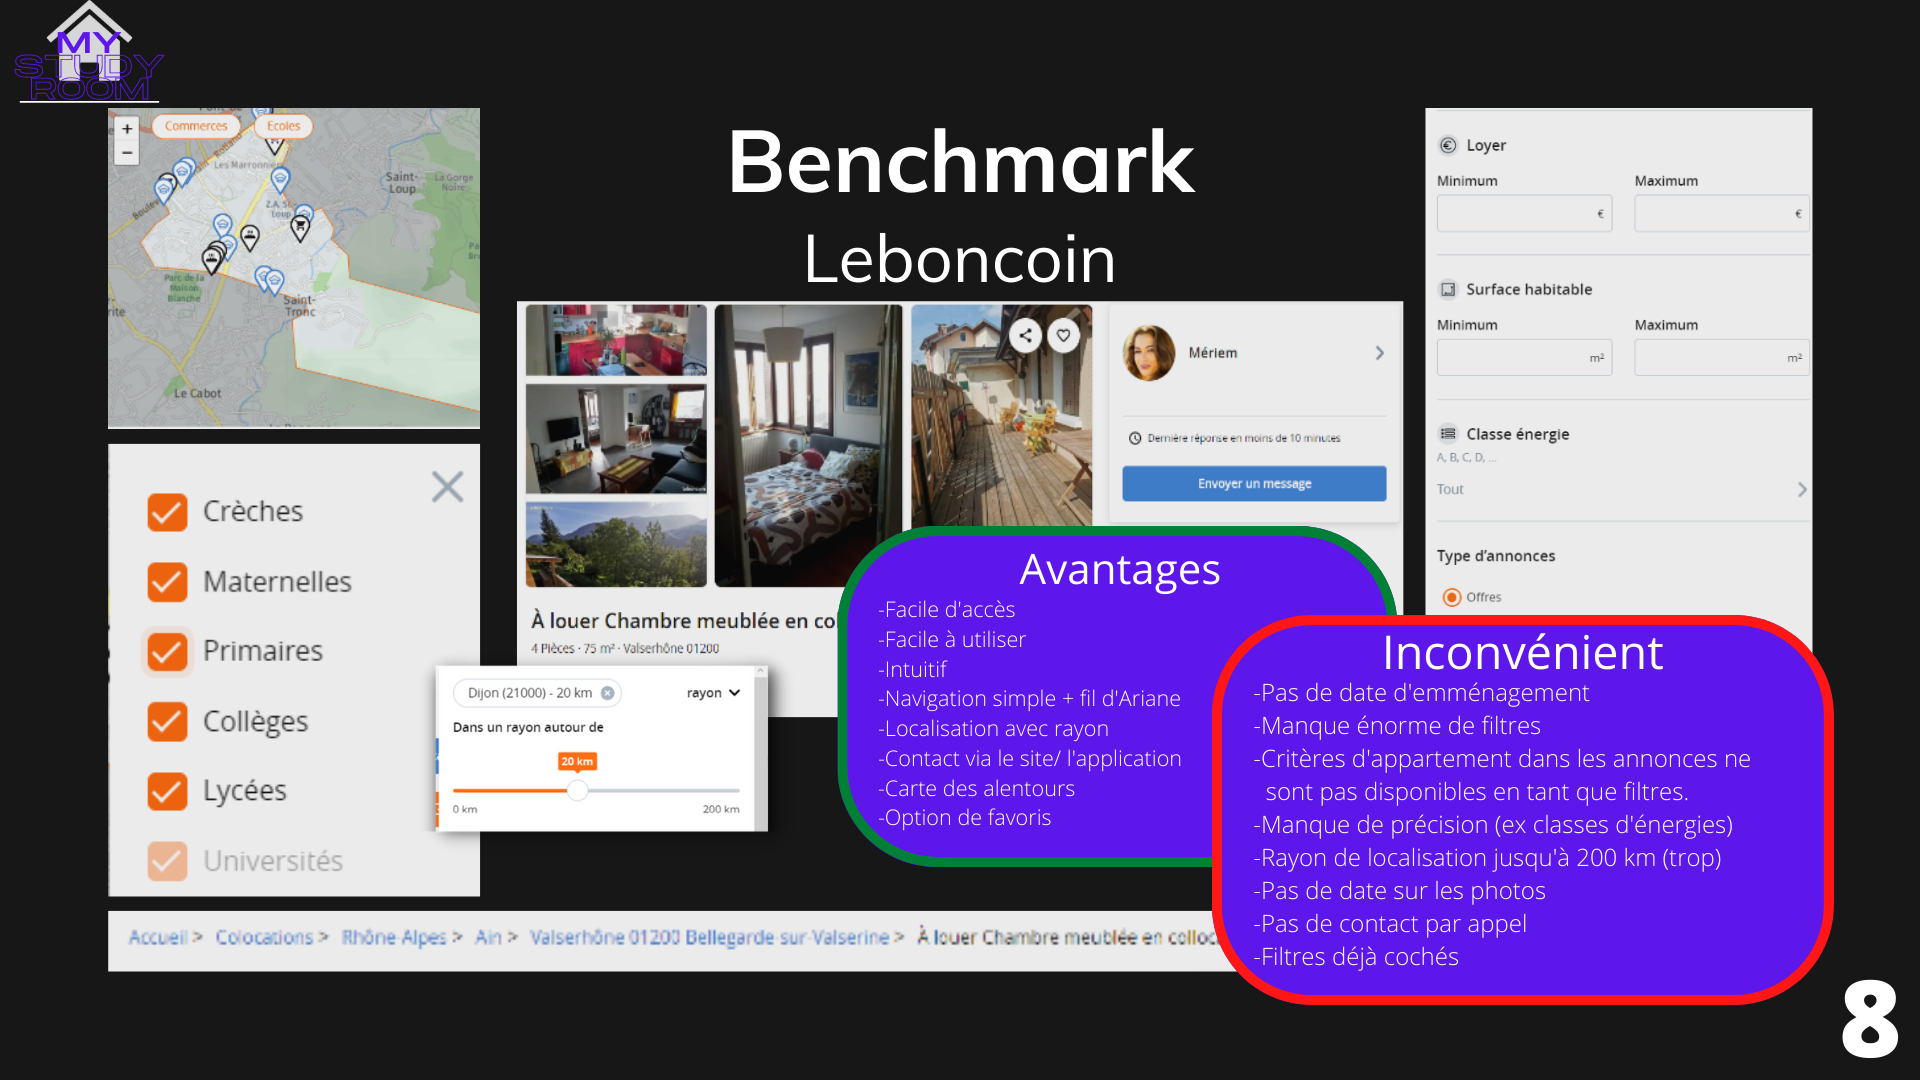 MY
STUDY
ROOM
Benchmark
Leboncoin
+
Commerces
Ecoles
−
Les Marronniers
Saint-
Loup
La Gorge
Noire
Z.A. St-
Loup
Parc de la
Maison
Blanche
Saint-
Tronc
Le Cabot
Crèches
Maternelles
Primaires
Collèges
Lycées
Universités
Mériem
Dernière réponse en moins de 10 minutes
Envoyer un message
À louer Chambre meublée en co
4 Pièces · 75 m² · Valserhône 01200
Dijon (21000) - 20 km
rayon
Dans un rayon autour de
20 km
0 km
200 km
Loyer
Minimum
Maximum
€
€
Surface habitable
Minimum
Maximum
m²
m²
Classe énergie
A, B, C, D, ...
Tout
Type d'annonces
Offres
Avantages
-Facile d'accès
-Facile à utiliser
-Intuitif
-Navigation simple + fil d'Ariane
-Localisation avec rayon
-Contact via le site/ l'application
-Carte des alentours
-Option de favoris
Inconvénient
-Pas de date d'emménagement
-Manque énorme de filtres
-Critères d'appartement dans les annonces ne
sont pas disponibles en tant que filtres.
-Manque de précision (ex classes d'énergies)
-Rayon de localisation jusqu'à 200 km (trop)
-Pas de date sur les photos
-Pas de contact par appel
-Filtres déjà cochés
Accueil > Colocations > Rhône-Alpes > Ain > Valserhône 01200 Bellegarde-sur-Valserine > À louer Chambre meublée en colloc
8